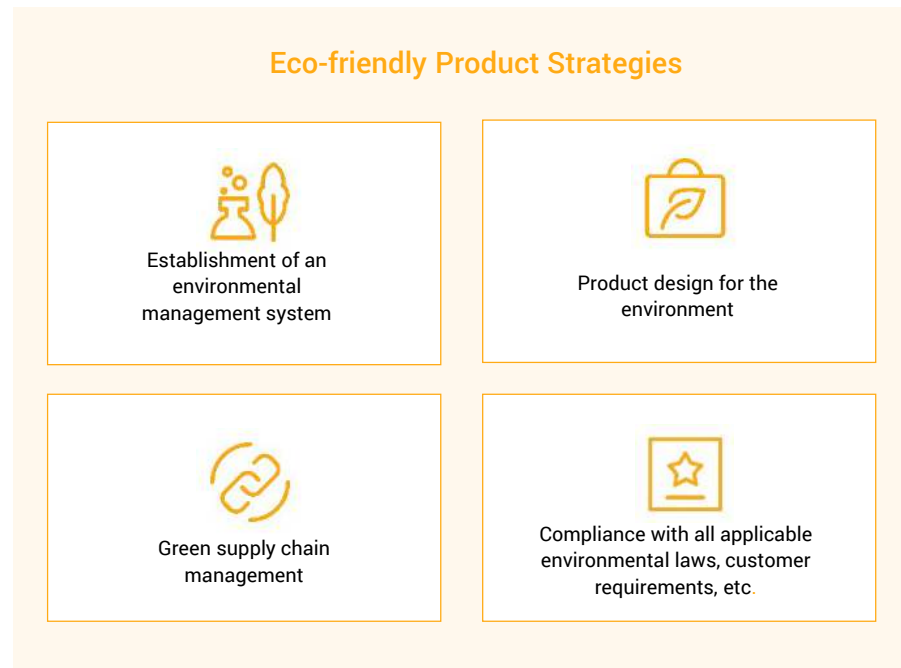 Eco-friendly Product Strategies
Establishment of an
environmental
management system
Product design for the
environment
Green supply chain
management
Compliance with all applicable
environmental laws, customer
requirements, etc.